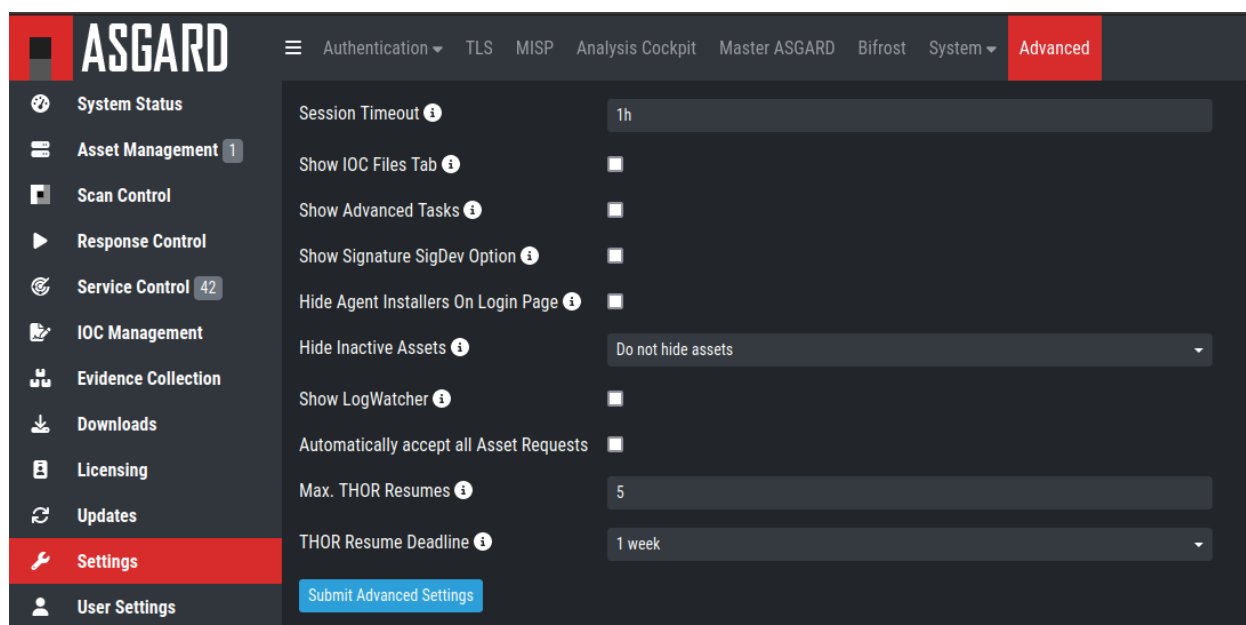 ASGARD
Authentication TLS MISP Analysis Cockpit Master ASGARD Bifrost System Advanced
System Status
Asset Management 1
Scan Control
Response Control
Service Control 42
IOC Management
Evidence Collection
Downloads
Licensing
Updates
Settings
User Settings
Session Timeout 1h
Show IOC Files Tab
Show Advanced Tasks
Show Signature SigDev Option
Hide Agent Installers On Login Page
Hide Inactive Assets Do not hide assets
Show LogWatcher
Automatically accept all Asset Requests
Max. THOR Resumes 5
THOR Resume Deadline 1 week
Submit Advanced Settings